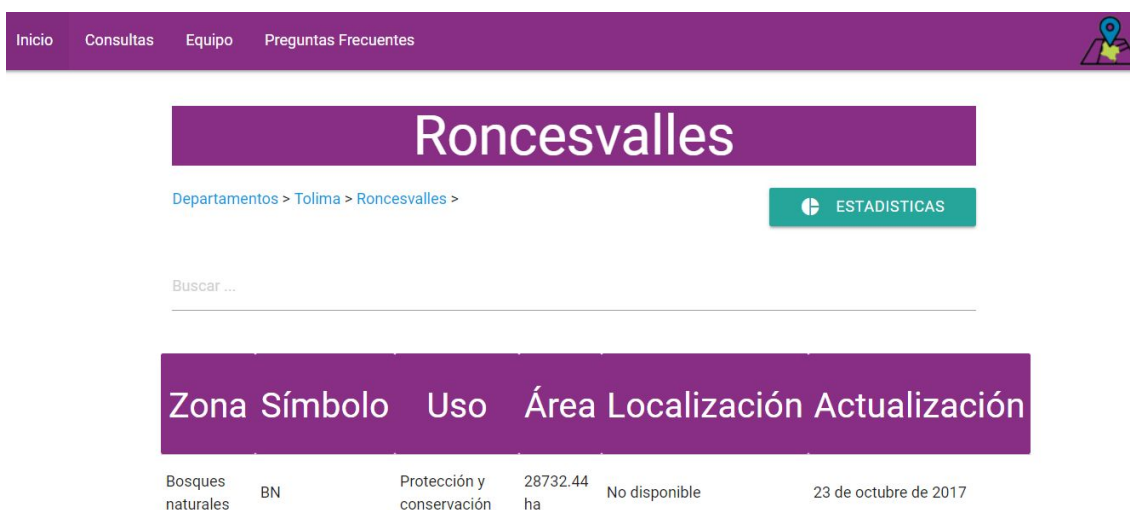 Inicio Consultas Equipo Preguntas Frecuentes
Roncesvalles
Departamentos > Tolima > Roncesvalles >
ESTADISTICAS
Buscar ...
Zona Símbolo Uso Área Localización Actualización
Bosques naturales BN Protección y conservación 28732.44 ha No disponible 23 de octubre de 2017